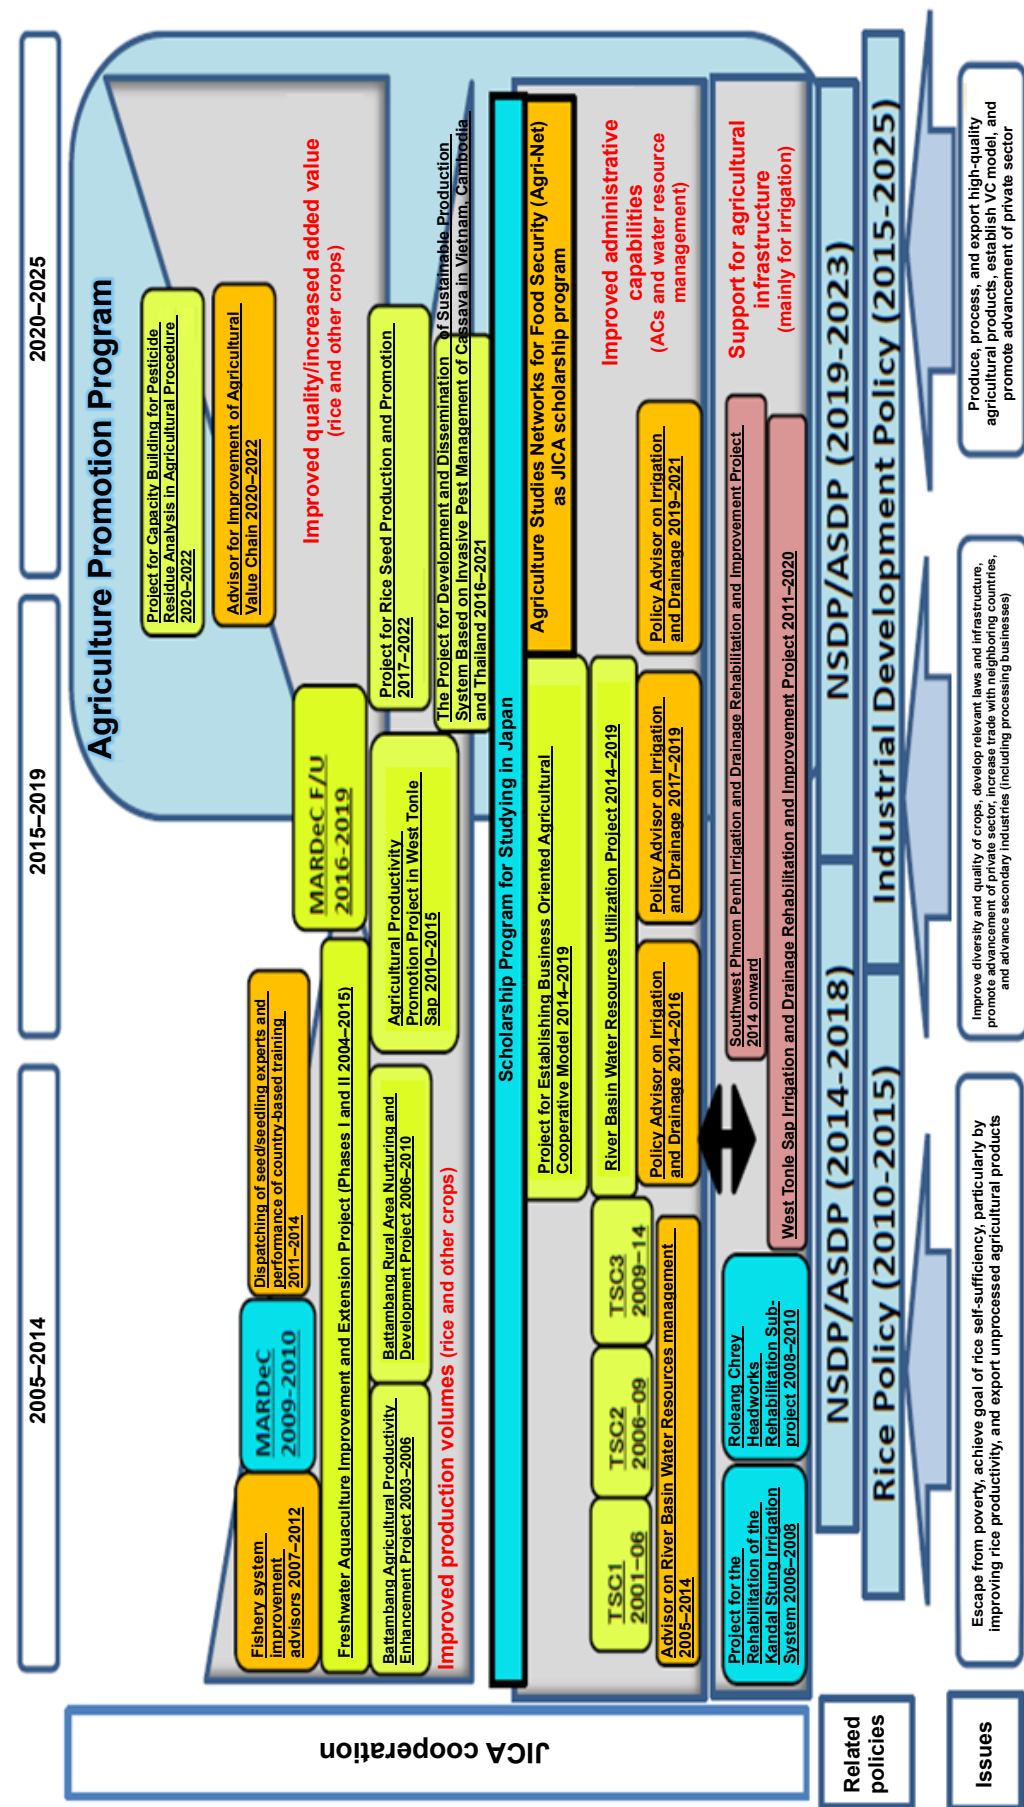 2005–2014
2015–2019
2020–2025
JICA cooperation
Agriculture Promotion Program
Project for Capacity Building for Pesticide
Residue Analysis in Agricultural Procedure
2020–2022
Advisor for Improvement of Agricultural
Value Chain 2020–2022
Improved quality/increased added value
(rice and other crops)
Fishery system
improvement
advisors 2007–2012
MARDeC
2009-2010
Dispatching of seed/seedling experts and
performance of country-based training
2011–2014
MARDeC F/U
2016-2019
Freshwater Aquaculture Improvement and Extension Project (Phases I and II 2004–2015)
Battambang Agricultural Productivity
Enhancement Project 2003–2006
Battambang Rural Area Nurturing and
Development Project 2006–2010
Agricultural Productivity
Promotion Project in West Tonle
Sap 2010–2015
Project for Rice Seed Production and Promotion
2017–2022
The Project for Development and Dissemination of Sustainable Production
System Based on Invasive Pest Management of Cassava in Vietnam, Cambodia
and Thailand 2016–2021
Improved production volumes (rice and other crops)
Scholarship Program for Studying in Japan
Project for Establishing Business Oriented Agricultural
Cooperative Model 2014–2019
Agriculture Studies Networks for Food Security (Agri-Net)
as JICA scholarship program
TSC1
2001–06
TSC2
2006–09
TSC3
2009–14
River Basin Water Resources Utilization Project 2014–2019
Improved administrative
capabilities
(ACs and water resource
management)
Advisor on River Basin Water Resources management
2005–2014
Policy Advisor on Irrigation
and Drainage 2014–2016
Policy Advisor on Irrigation
and Drainage 2017–2019
Policy Advisor on Irrigation
and Drainage 2019–2021
Project for the
Rehabilitation of the
Kandal Stung Irrigation
System 2006–2008
Roleang Chrey
Headworks
Rehabilitation Sub-
project 2008–2010
Southwest Phnom Penh Irrigation and Drainage Rehabilitation and Improvement Project
2014 onward
West Tonle Sap Irrigation and Drainage Rehabilitation and Improvement Project 2011–2020
Support for agricultural
infrastructure
(mainly for irrigation)
Related
policies
NSDP/ASDP (2014-2018)
NSDP/ASDP (2019-2023)
Rice Policy (2010-2015)
Industrial Development Policy (2015-2025)
Issues
Escape from poverty, achieve goal of rice self-sufficiency, particularly by
improving rice productivity, and export unprocessed agricultural products
Improve diversity and quality of crops, develop relevant laws and infrastructure,
promote advancement of private sector, increase trade with neighboring countries,
and advance secondary industries (including processing businesses)
Produce, process, and export high-quality
agricultural products, establish VC model, and
promote advancement of private sector